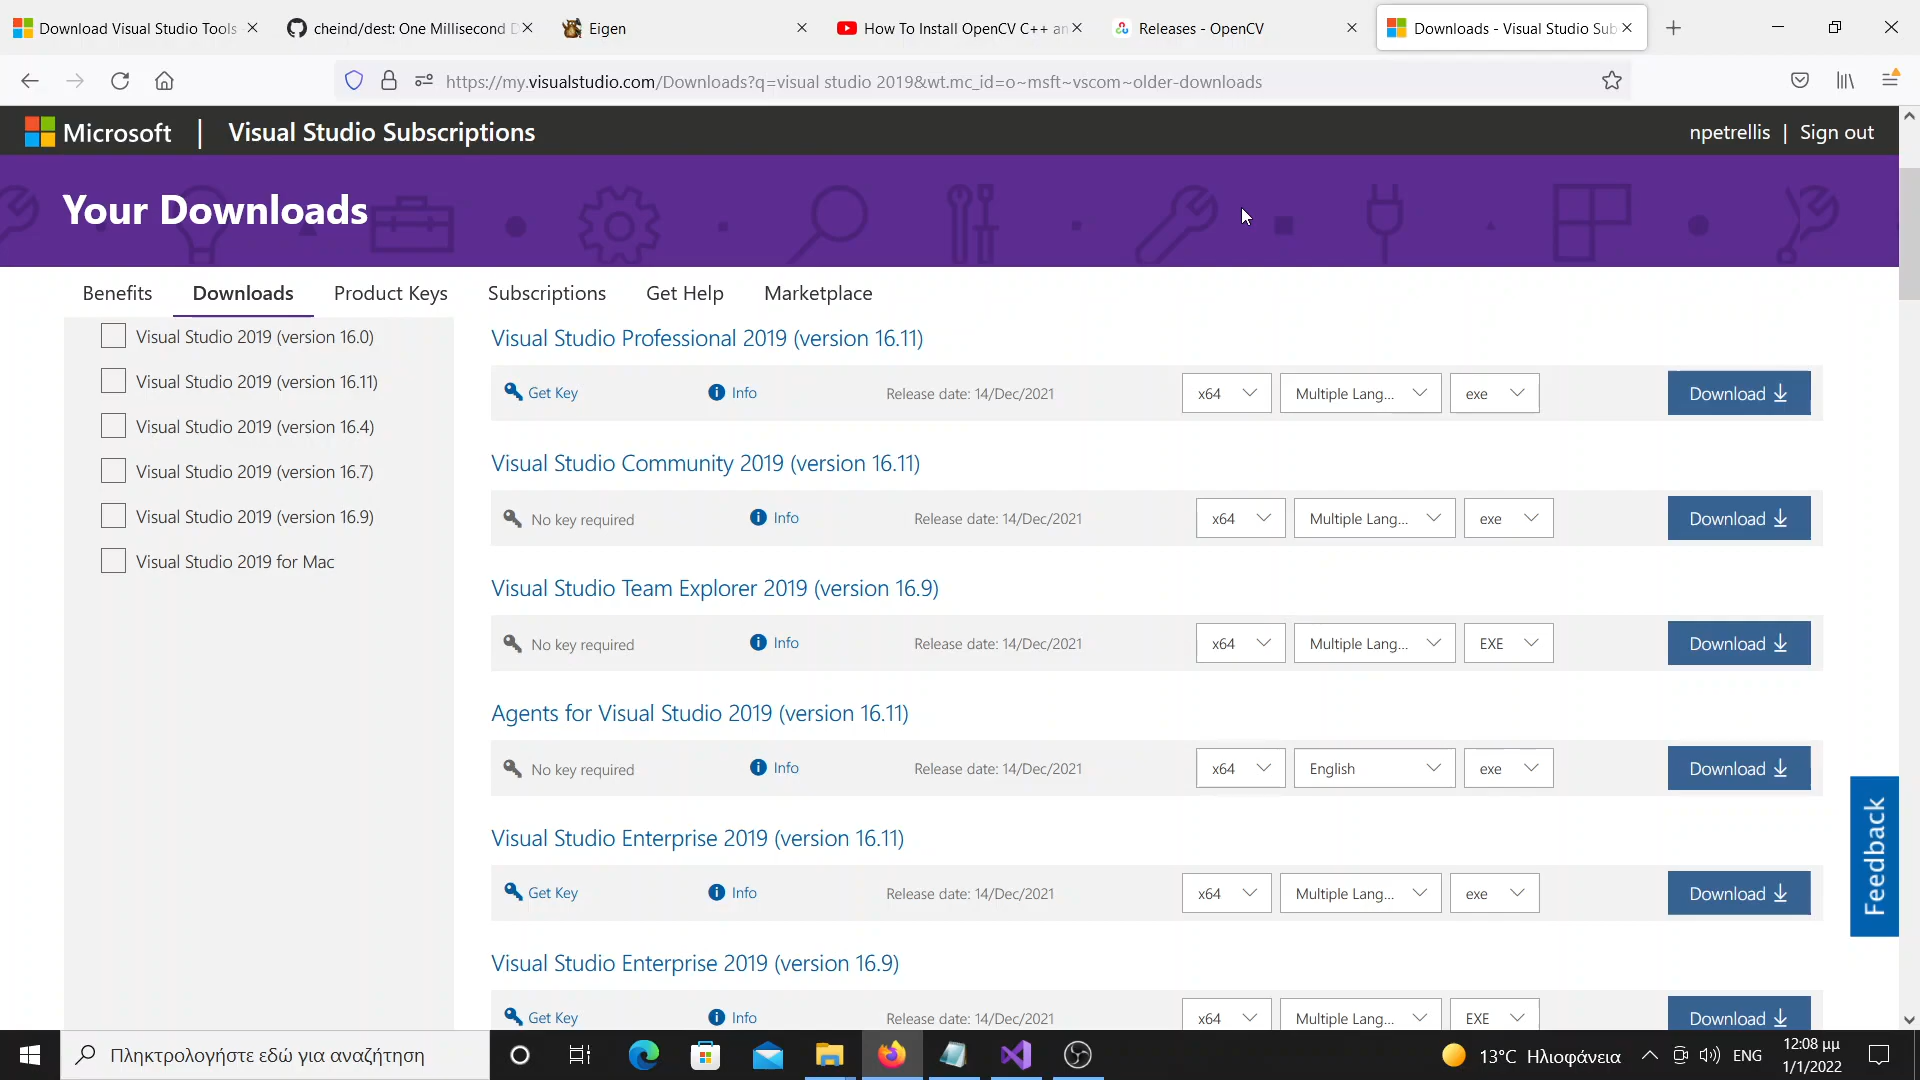 Download Visual Studio Tools
cheind/dest: One Millisecond D
Eigen
How To Install OpenCV C++ an
Releases - OpenCV
Downloads - Visual Studio Sub
https://my.visualstudio.com/Downloads?q=visual studio 2019&wt.mc_id=o~msft~vscom~older-downloads
Microsoft | Visual Studio Subscriptions
npetrellis | Sign out
Your Downloads
Benefits Downloads Product Keys Subscriptions Get Help Marketplace
Visual Studio 2019 (version 16.0)
Visual Studio 2019 (version 16.11)
Visual Studio 2019 (version 16.4)
Visual Studio 2019 (version 16.7)
Visual Studio 2019 (version 16.9)
Visual Studio 2019 for Mac
Visual Studio Professional 2019 (version 16.11)
Get Key Info Release date: 14/Dec/2021 x64 Multiple Lang... exe Download
Visual Studio Community 2019 (version 16.11)
No key required Info Release date: 14/Dec/2021 x64 Multiple Lang... exe Download
Visual Studio Team Explorer 2019 (version 16.9)
No key required Info Release date: 14/Dec/2021 x64 Multiple Lang... EXE Download
Agents for Visual Studio 2019 (version 16.11)
No key required Info Release date: 14/Dec/2021 x64 English exe Download
Visual Studio Enterprise 2019 (version 16.11)
Get Key Info Release date: 14/Dec/2021 x64 Multiple Lang... exe Download
Visual Studio Enterprise 2019 (version 16.9)
Get Key Info Release date: 14/Dec/2021 x64 Multiple Lang... EXE Download
Feedback
Πληκτρολογήστε εδώ για αναζήτηση
13°C Ηλιοφάνεια
ENG
12:08 μμ
1/1/2022